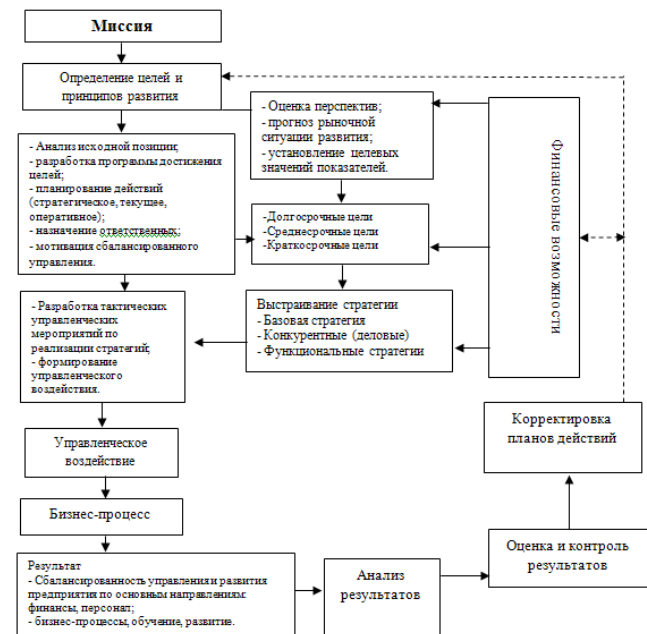 Миссия
Определение целей и
принципов развития
- Оценка перспектив;
- прогноз рыночной
ситуации развития;
- установление целевых
значений показателей.
Финансовые возможности
- Анализ исходной позиции;
- разработка программы достижения
целей;
- планирование действий
(стратегическое, текущее,
оперативное);
- назначение ответственных;
- мотивация сбалансированного
управления.
-Долгосрочные цели
-Среднесрочные цели
-Краткосрочные цели
- Разработка тактических
управленческих
мероприятий по
реализации стратегий;
- формирование
управленческого
воздействия.
Выстраивание стратегии
- Базовая стратегия
- Конкурентные (деловые)
- Функциональные стратегии
Управленческое
воздействие
Корректировка
планов действий
Бизнес-процесс
Результат
- Сбалансированность управления и развития
предприятия по основным направлениям:
финансы, персонал;
- бизнес-процессы, обучение, развитие.
Анализ
результатов
Оценка и контроль
результатов